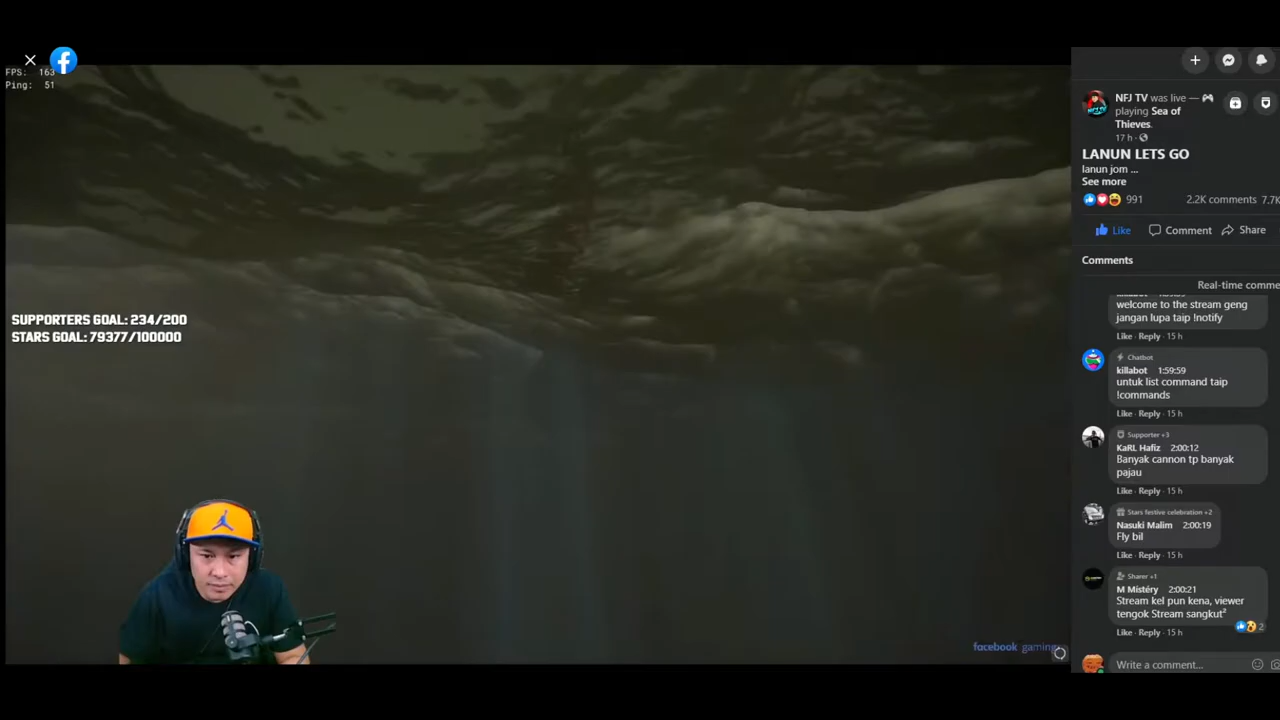 FPS: 163
Ping: 51
SUPPORTERS GOAL: 234/200
STARS GOAL: 79377/100000
facebook gaming
NFJ TV was live —
playing Sea of
Thieves.
17 h
LANUN LETS GO
lanun jom ...
See more
991
2.2K comments 7.7K
Like Comment Share
Comments
Real-time comme
welcome to the stream geng
jangan lupa taip !notify
Like · Reply · 15 h
Chatbot
killabot 1:59:59
untuk list command taip
!commands
Like · Reply · 15 h
Supporter +3
KaRL Hafiz 2:00:12
Banyak cannon tp banyak
pajau
Like · Reply · 15 h
Stars festive celebration +2
Nasuki Malim 2:00:19
Fly bil
Like · Reply · 15 h
Sharer +1
M Mistéry 2:00:21
Stream kel pun kena, viewer
tengok Stream sangkut²
2
Like · Reply · 15 h
Write a comment...